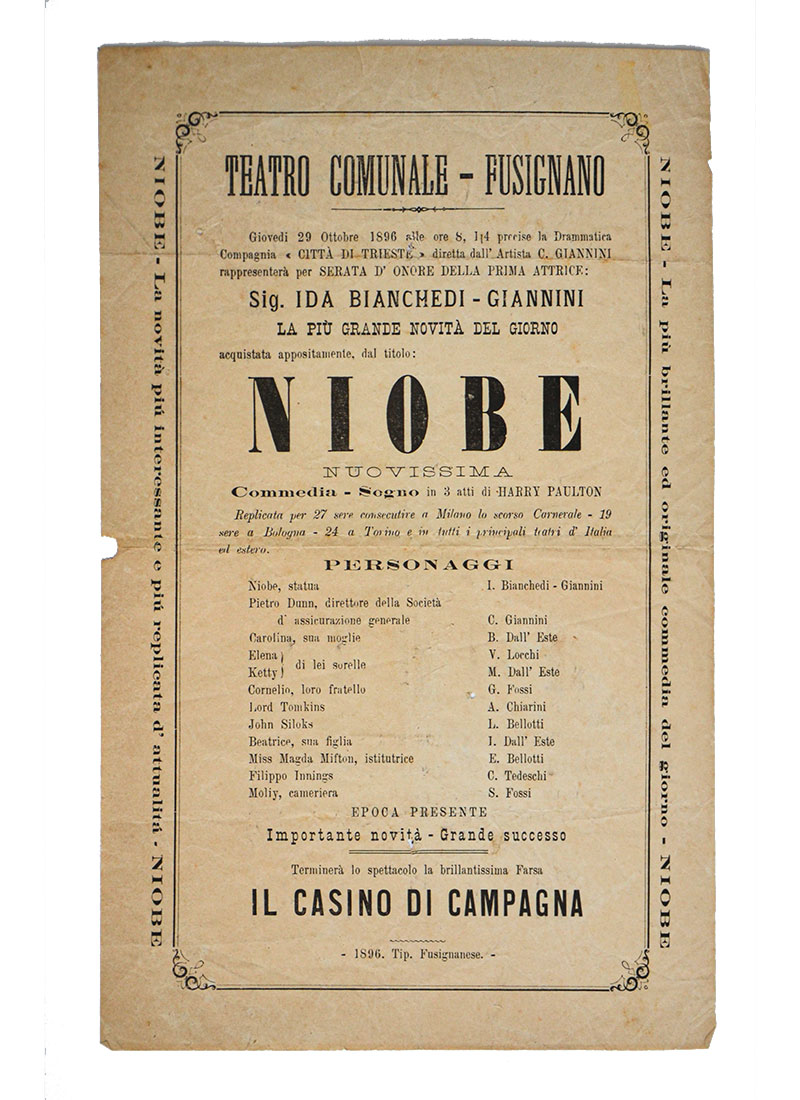 TEATRO COMUNALE - FUSIGNANO
Giovedì 29 Ottobre 1896 alle ore 8, 1|4 precise la Drammatica
Compagnia « CITTÀ DI TRIESTE » diretta dall' Artista C. GIANNINI
rappresenterà per SERATA D' ONORE DELLA PRIMA ATTRICE:
Sig. IDA BIANCHEDI - GIANNINI
LA PIÙ GRANDE NOVITÀ DEL GIORNO
acquistata appositamente, dal titolo:
NIOBE
NUOVISSIMA
Commedia - Sogno in 3 atti di HARRY PAULTON
Replicata per 27 sere consecutive a Milano lo scorso Carnevale - 19
sere a Bologna - 24 a Torino e in tutti i principali teatri d' Italia
ed estero.
PERSONAGGI
Niobe, statua I. Bianchedi - Giannini
Pietro Dunn, direttore della Società
d' assicurazione generale C. Giannini
Carolina, sua moglie B. Dall' Este
Elena } V. Lorchi
di lei sorelle
Ketty } M. Dall' Este
Cornelio, loro fratello G. Fossi
Lord Tomkins A. Chiarini
John Siloks L. Bellotti
Beatrice, sua figlia I. Dall' Este
Miss Magda Mifton, istitutrice E. Bellotti
Filippo Innings C. Tedeschi
Moliy, cameriera S. Fossi
EPOCA PRESENTE
Importante novità - Grande successo
Terminerà lo spettacolo la brillantissima Farsa
IL CASINO DI CAMPAGNA
- 1896. Tip. Fusignanese. -
NIOBE - La novità più interessante e più replicata d' attualità - NIOBE
NIOBE - La più brillante ed originale commedia del giorno - NIOBE